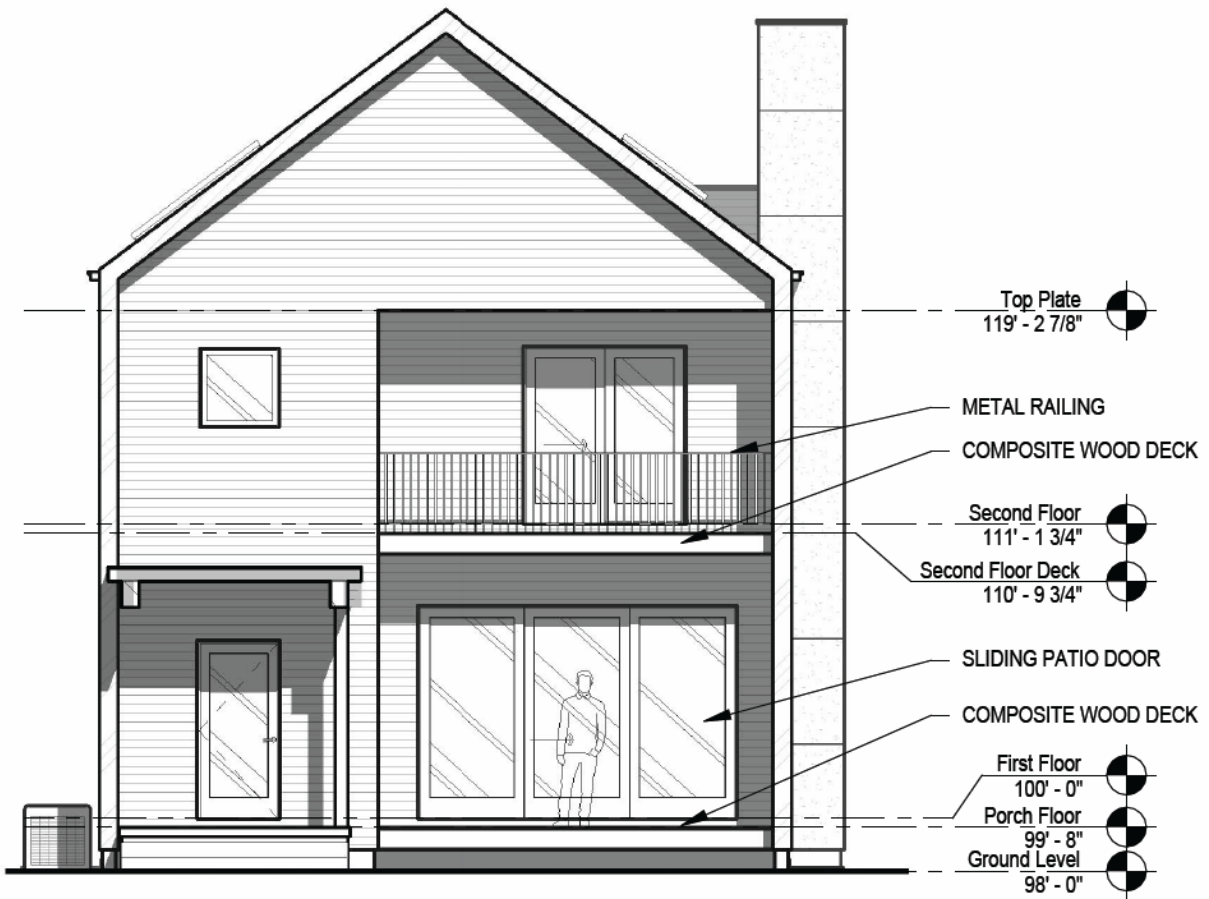 Top Plate
119' - 2 7/8"
METAL RAILING
COMPOSITE WOOD DECK
Second Floor
111' - 1 3/4"
Second Floor Deck
110' - 9 3/4"
SLIDING PATIO DOOR
COMPOSITE WOOD DECK
First Floor
100' - 0"
Porch Floor
99' - 8"
Ground Level
98' - 0"